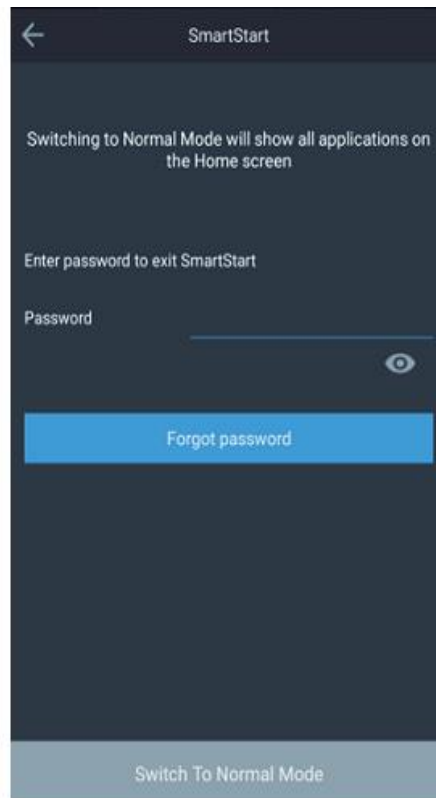 SmartStart
Switching to Normal Mode will show all applications on
the Home screen
Enter password to exit SmartStart
Password
Forgot password
Switch To Normal Mode